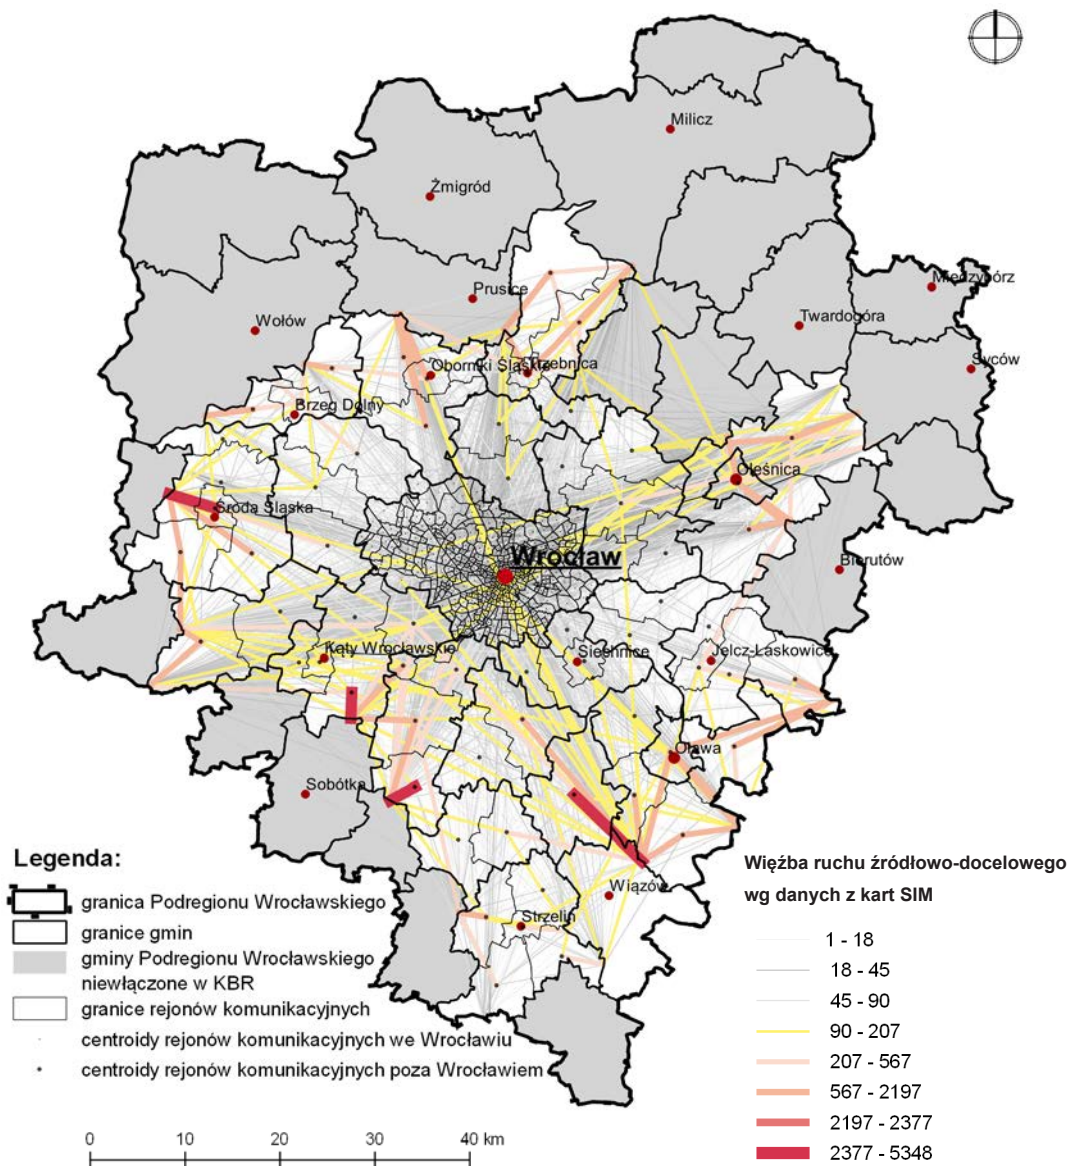 Milicz
Żmigród
Międzybórz
Prusice
Twardogóra
Wołów
Syców
Oborniki Śląskie
Trzebnica
Brzeg Dolny
Oleśnica
Środa Śląska
Wrocław
Bierutów
Kąty Wrocławskie
Siechnice
Jelcz-Laskowice
Oława
Sobótka
Wiązów
Strzelin
Legenda:
granica Podregionu Wrocławskiego
granice gmin
gminy Podregionu Wrocławskiego
niewłączone w KBR
granice rejonów komunikacyjnych
centroidy rejonów komunikacyjnych we Wrocławiu
centroidy rejonów komunikacyjnych poza Wrocławiem
0 10 20 30 40 km
Więźba ruchu źródłowo-docelowego
wg danych z kart SIM
1 - 18
18 - 45
45 - 90
90 - 207
207 - 567
567 - 2197
2197 - 2377
2377 - 5348